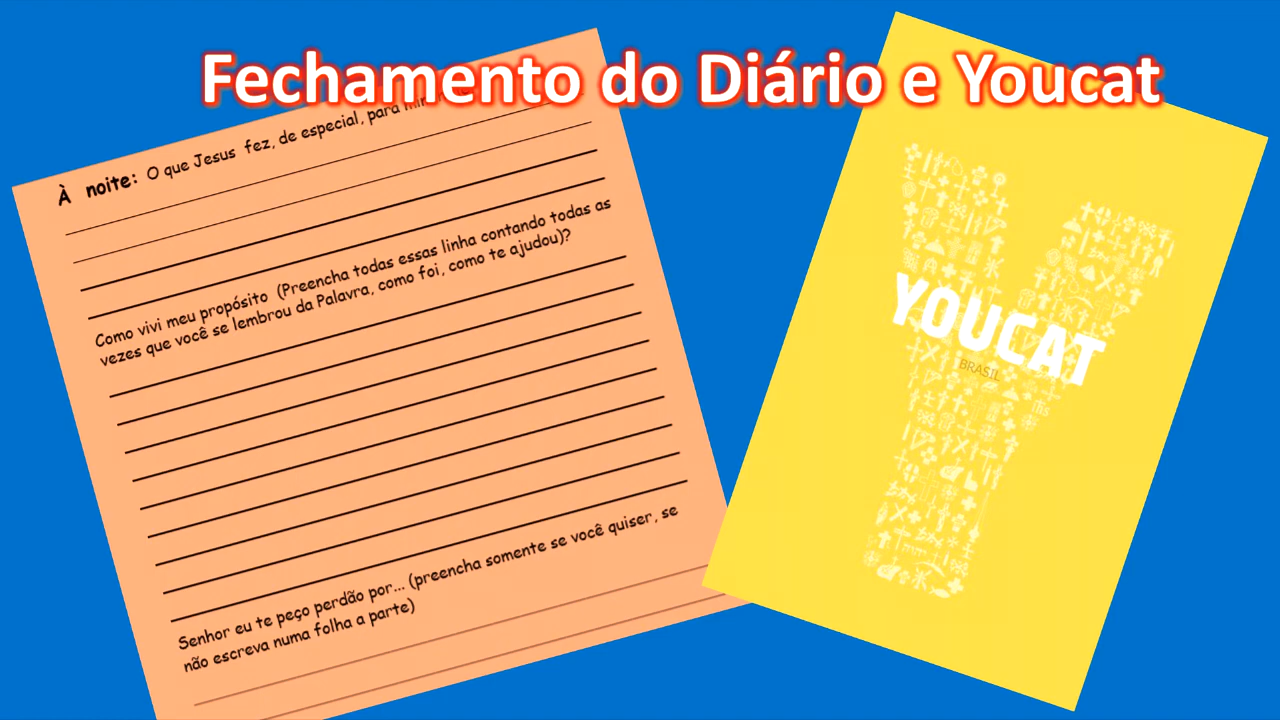 Fechamento do Diário e Youcat
À noite: O que Jesus fez, de especial, para
Como vivi meu propósito (Preencha todas essas linha contando todas as
vezes que você se lembrou da Palavra, como foi, como te ajudou)?
Senhor eu te peço perdão por... (preencha somente se você quiser, se
não escreva numa folha a parte)
YOUCAT
BRASIL